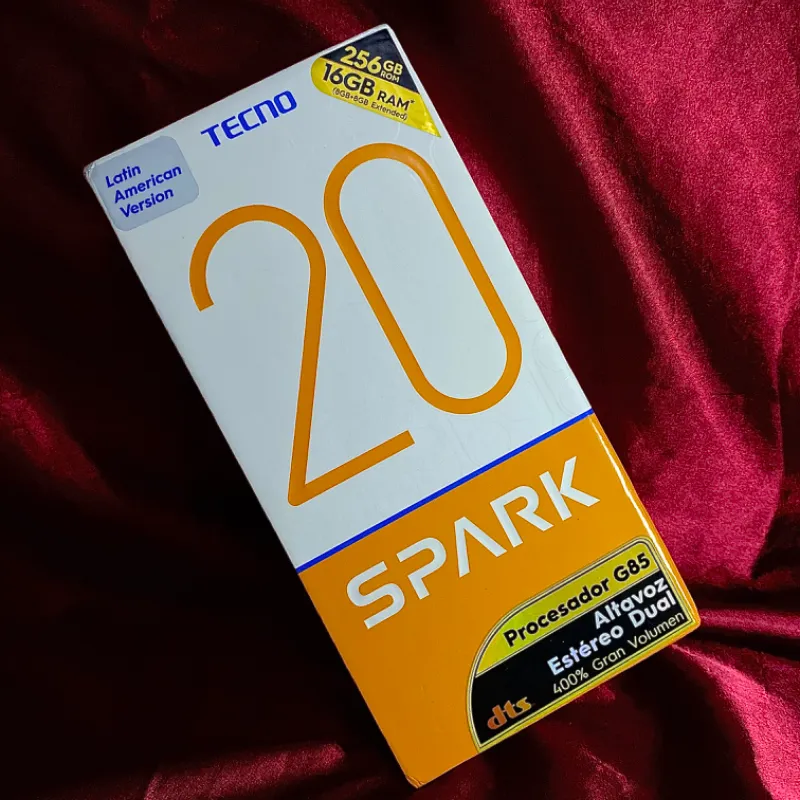 256GB
ROM
16GB RAM*
(8GB+8GB Extended)
TECNO
Latin
American
Version
20
SPARK
Procesador G85
Altavoz
Estéreo Dual
400% Gran Volumen
dts